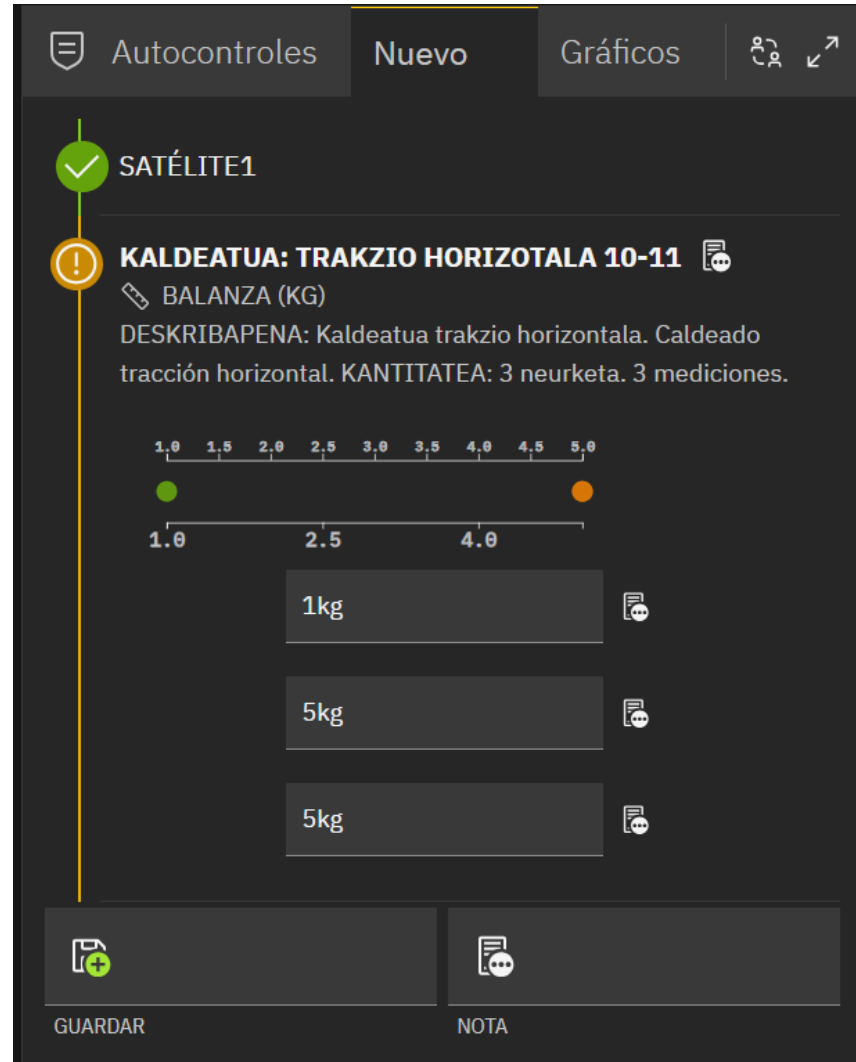 Autocontroles Nuevo Gráficos
SATÉLITE1
KALDEATUA: TRAKZIO HORIZOTALA 10-11
BALANZA (KG)
DESKRIBAPENA: Kaldeatua trakzio horizontala. Caldeado
tracción horizontal. KANTITATEA: 3 neurketa. 3 mediciones.
1.0 1.5 2.0 2.5 3.0 3.5 4.0 4.5 5.0
1.0 2.5 4.0
1kg
5kg
5kg
GUARDAR NOTA